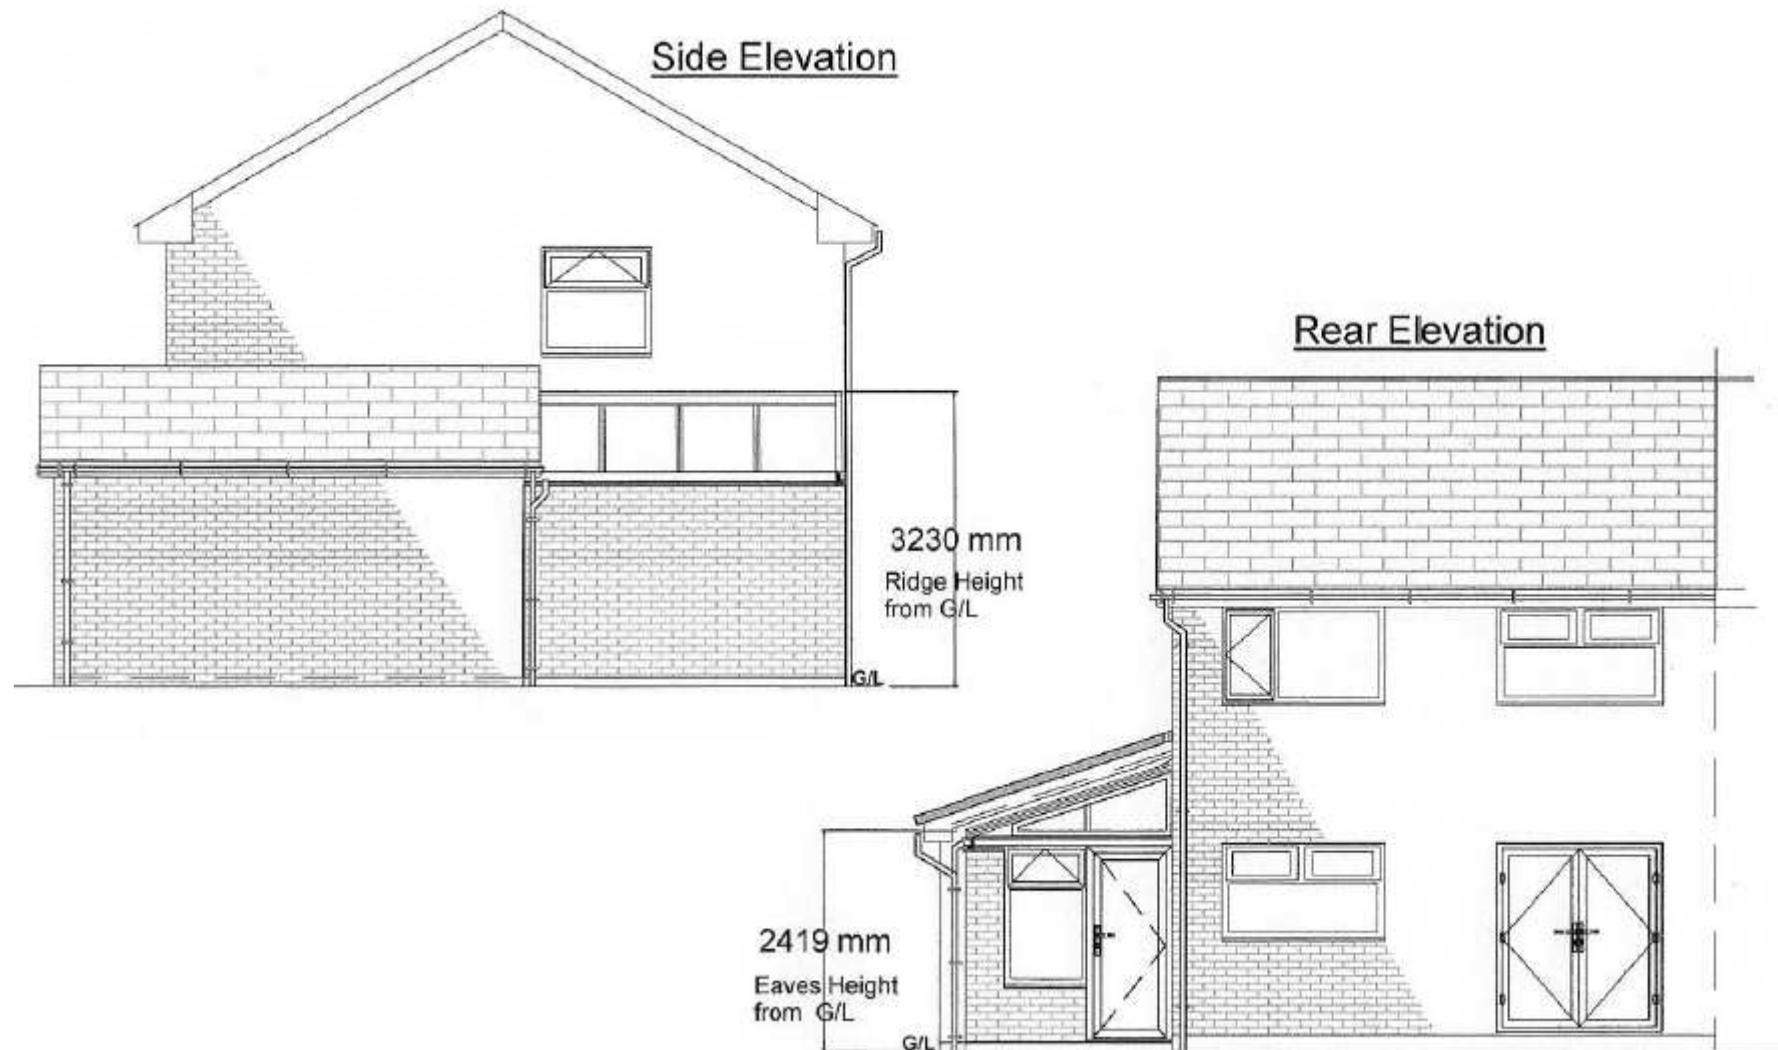 Side Elevation
Rear Elevation
3230 mm
Ridge Height
from G/L
G/L
2419 mm
Eaves Height
from G/L
G/L